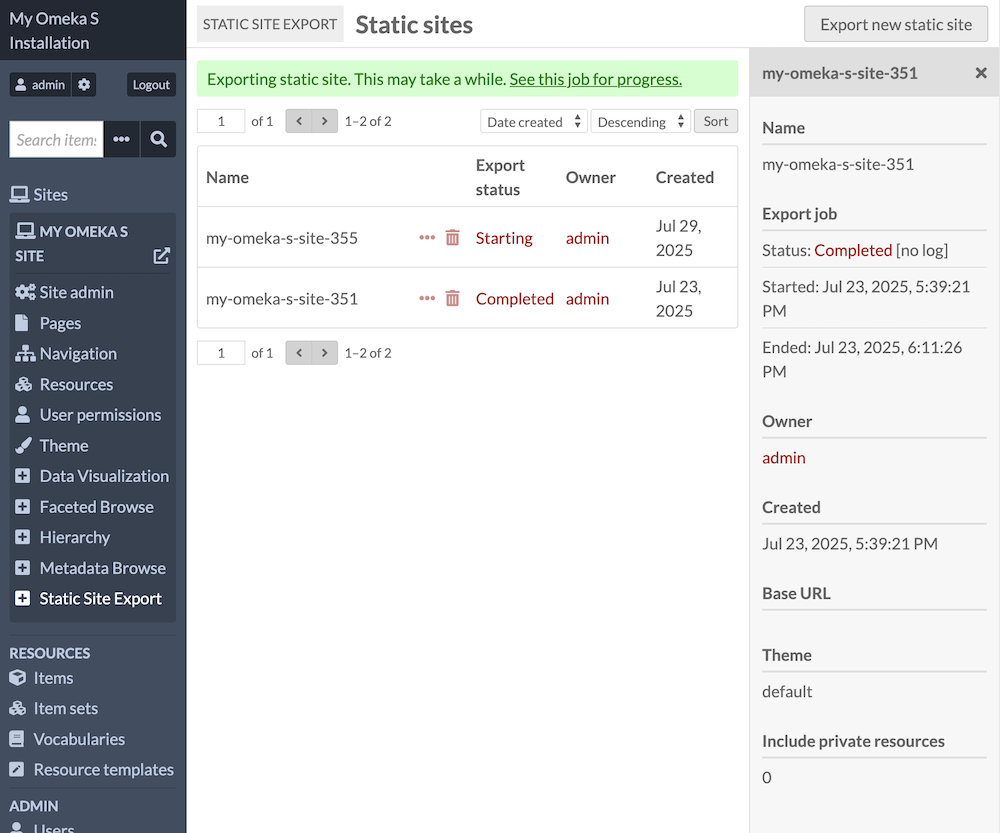 My Omeka S
Installation
admin
Logout
Search item:
Sites
MY OMEKA S
SITE
Site admin
Pages
Navigation
Resources
User permissions
Theme
Data Visualization
Faceted Browse
Hierarchy
Metadata Browse
Static Site Export
RESOURCES
Items
Item sets
Vocabularies
Resource templates
ADMIN
Users
STATIC SITE EXPORT Static sites
Export new static site
Exporting static site. This may take a while. See this job for progress.
1 of 1 1–2 of 2 Date created Descending Sort
Name Export status Owner Created
my-omeka-s-site-355 Starting admin Jul 29, 2025
my-omeka-s-site-351 Completed admin Jul 23, 2025
1 of 1 1–2 of 2
my-omeka-s-site-351
Name
my-omeka-s-site-351
Export job
Status: Completed [no log]
Started: Jul 23, 2025, 5:39:21
PM
Ended: Jul 23, 2025, 6:11:26
PM
Owner
admin
Created
Jul 23, 2025, 5:39:21 PM
Base URL
Theme
default
Include private resources
0